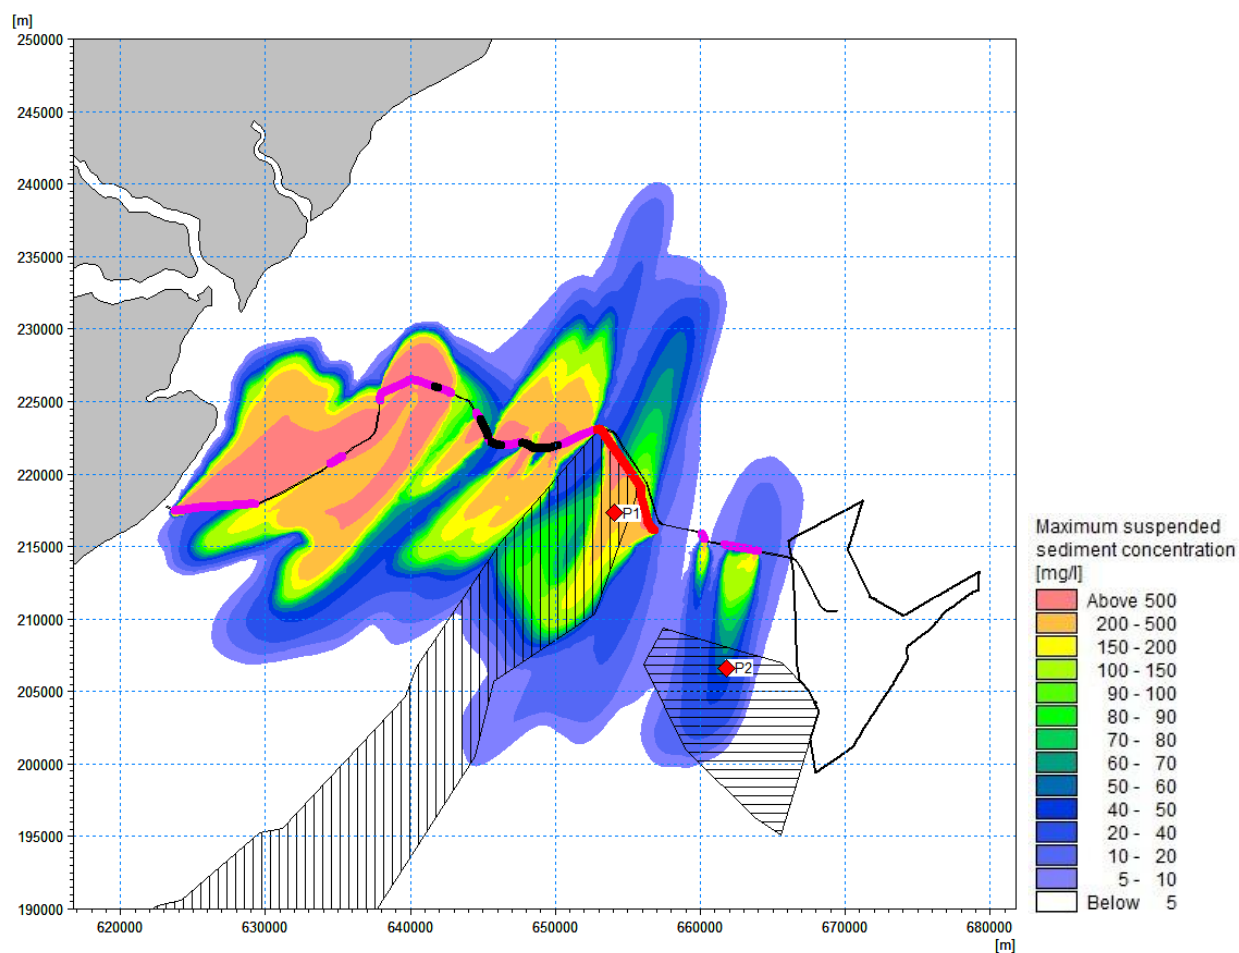 [m]
250000
245000
240000
235000
230000
225000
220000
215000
210000
205000
200000
195000
190000
620000 630000 640000 650000 660000 670000 680000
[m]
P1
P2
Maximum suspended
sediment concentration
[mg/l]
Above 500
200 - 500
150 - 200
100 - 150
90 - 100
80 - 90
70 - 80
60 - 70
50 - 60
40 - 50
20 - 40
10 - 20
5 - 10
Below 5